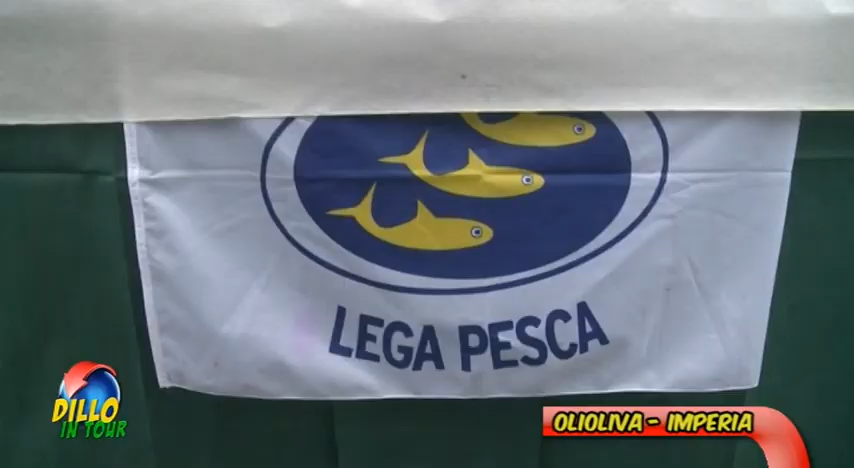 LEGA PESCA
DILLO
IN TOUR
OLIOLIVA - IMPERIA